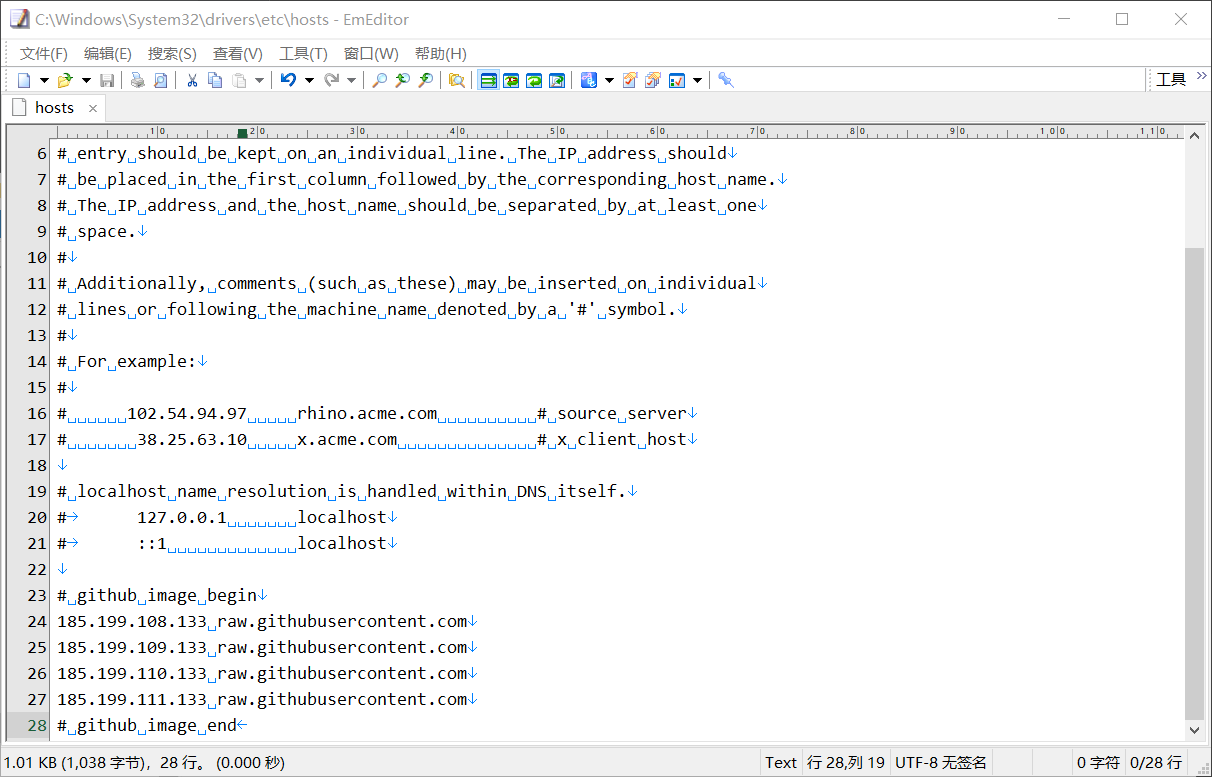 C:\Windows\System32\drivers\etc\hosts - EmEditor
文件(F) 编辑(E) 搜索(S) 查看(V) 工具(T) 窗口(W) 帮助(H)
工具 »
hosts ×
10 20 30 40 50 60 70 80 90 100 110
6 # entry should be kept on an individual line. The IP address should↓
7 # be placed in the first column followed by the corresponding host name.↓
8 # The IP address and the host name should be separated by at least one↓
9 # space.↓
10 #↓
11 # Additionally, comments (such as these) may be inserted on individual↓
12 # lines or following the machine name denoted by a '#' symbol.↓
13 #↓
14 # For example:↓
15 #↓
16 #      102.54.94.97     rhino.acme.com          # source server↓
17 #       38.25.63.10     x.acme.com              # x client host↓
18 ↓
19 # localhost name resolution is handled within DNS itself.↓
20 #→      127.0.0.1       localhost↓
21 #→      ::1             localhost↓
22 ↓
23 # github image begin↓
24 185.199.108.133 raw.githubusercontent.com↓
25 185.199.109.133 raw.githubusercontent.com↓
26 185.199.110.133 raw.githubusercontent.com↓
27 185.199.111.133 raw.githubusercontent.com↓
28 # github image end←
1.01 KB (1,038 字节)，28 行。 (0.000 秒) Text 行 28,列 19 UTF-8 无签名 0 字符 0/28 行